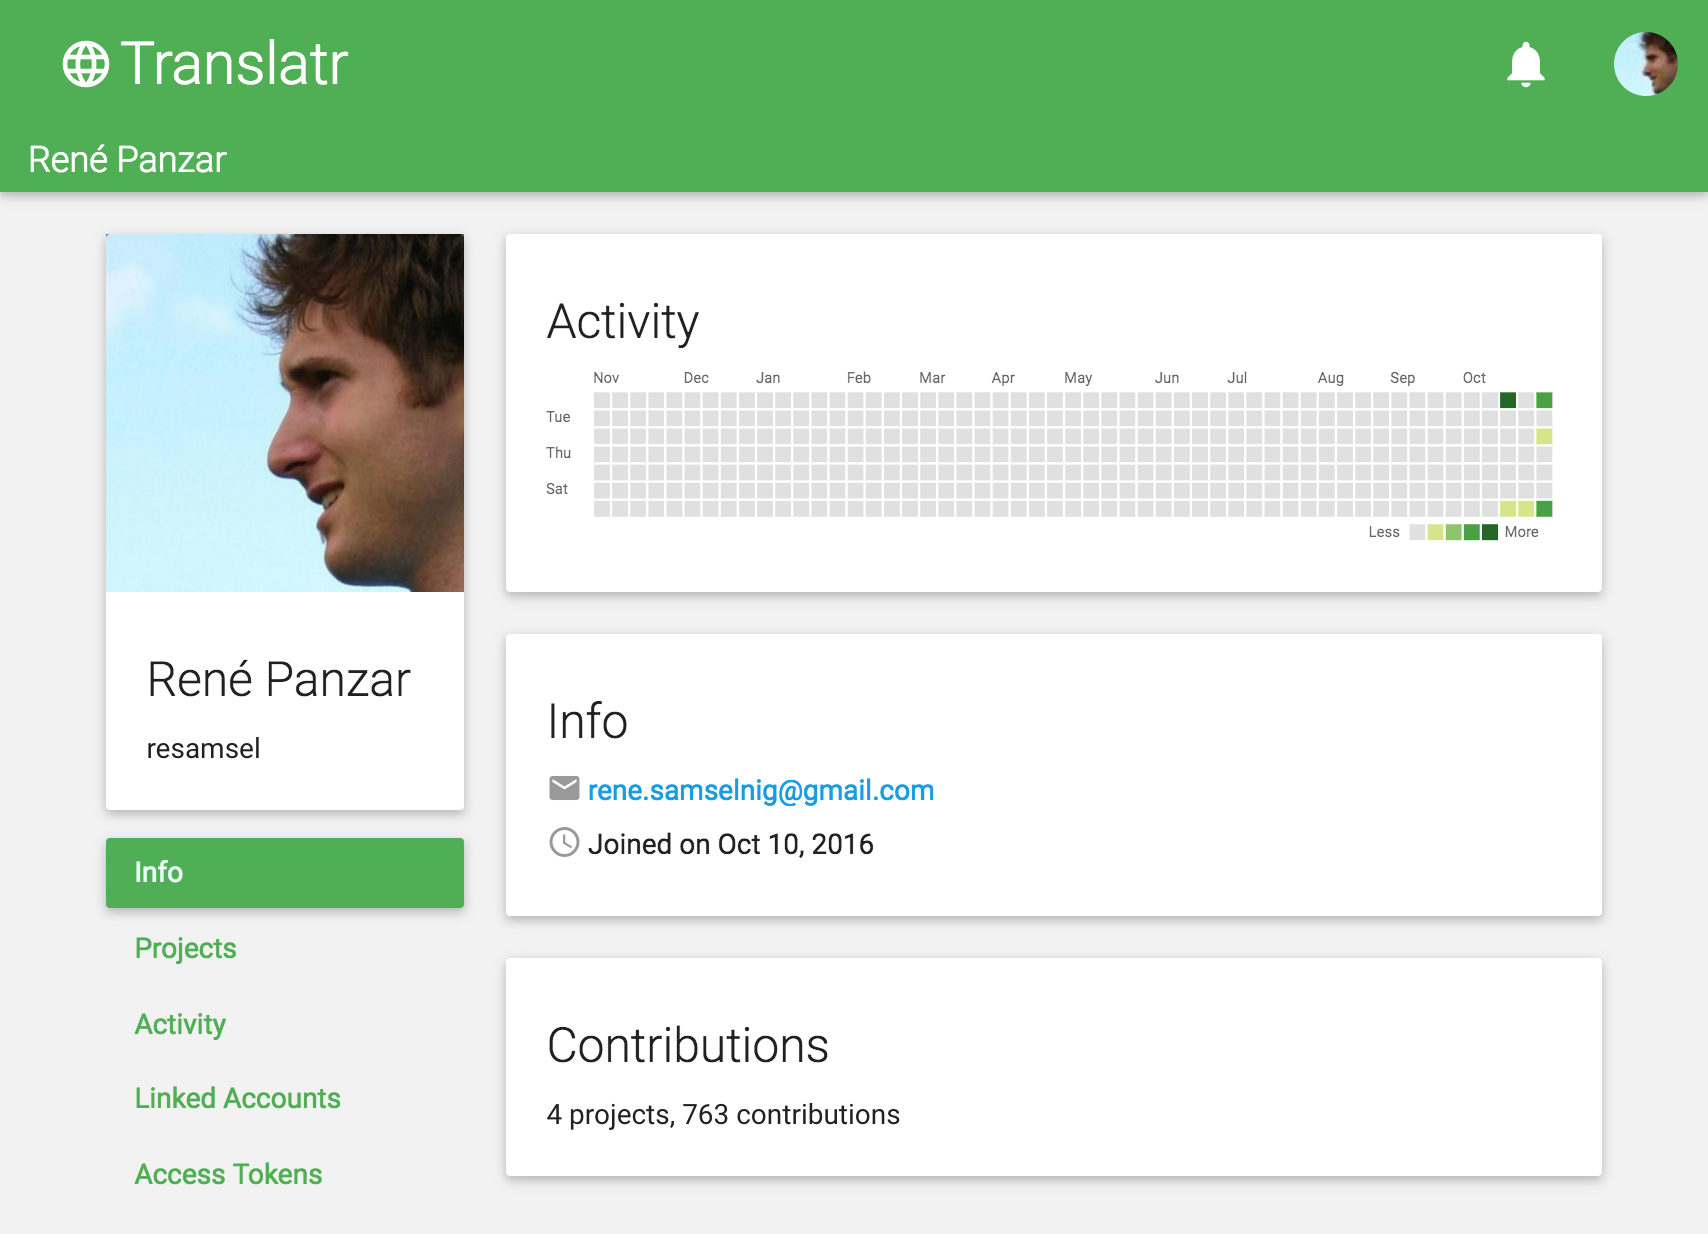 Translatr
René Panzar
René Panzar
resamsel
Info
Projects
Activity
Linked Accounts
Access Tokens
Activity
Nov Dec Jan Feb Mar Apr May Jun Jul Aug Sep Oct
Tue
Thu
Sat
Less More
Info
rene.samselnig@gmail.com
Joined on Oct 10, 2016
Contributions
4 projects, 763 contributions